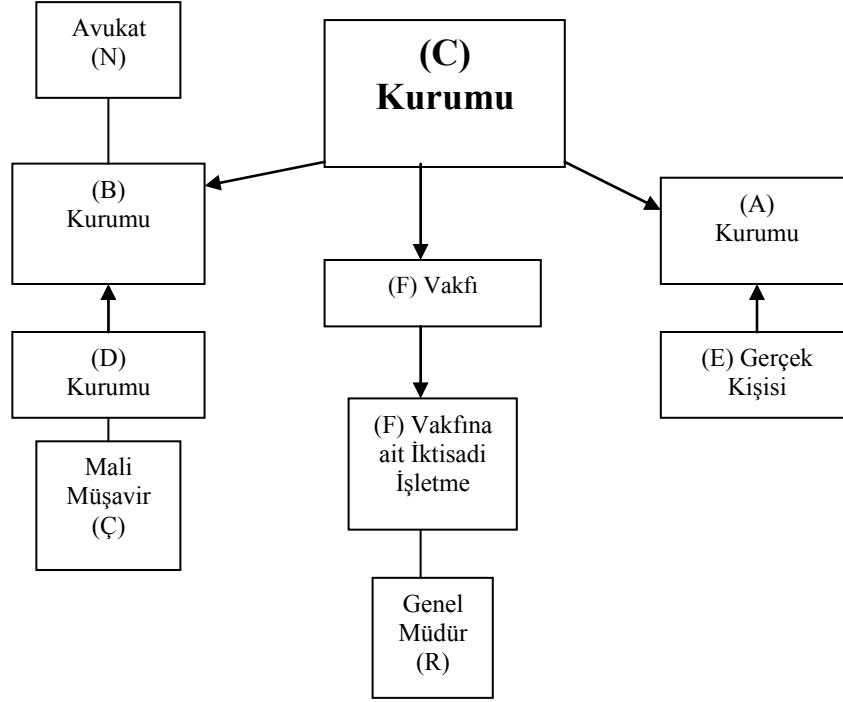 Avukat
(N)
(C)
Kurumu
(B)
Kurumu
(A)
Kurumu
(F) Vakfı
(D)
Kurumu
(E) Gerçek
Kişisi
(F) Vakfına
ait İktisadi
İşletme
Mali
Müşavir
(Ç)
Genel
Müdür
(R)